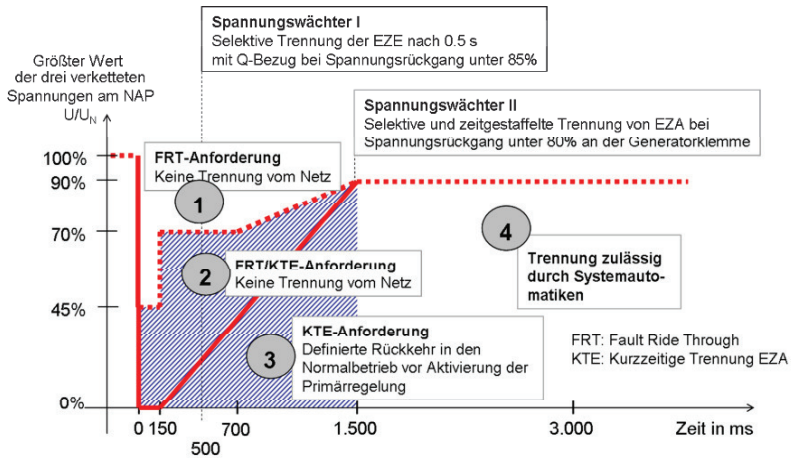 Spannungswächter I
Selektive Trennung der EZE nach 0.5 s
mit Q-Bezug bei Spannungsrückgang unter 85%
Größter Wert
der drei verketteten
Spannungen am NAP
U/U_N
Spannungswächter II
Selektive und zeitgestaffelte Trennung von EZA bei
Spannungsrückgang unter 80% an der Generatorklemme
100%
90%
70%
45%
0%
FRT-Anforderung
Keine Trennung vom Netz
1
2
FRT/KTE-Anforderung
Keine Trennung vom Netz
3
KTE-Anforderung
Definierte Rückkehr in den
Normalbetrieb vor Aktivierung der
Primärregelung
4
Trennung zulässig
durch Systemauto-
matiken
FRT: Fault Ride Through
KTE: Kurzzeitige Trennung EZA
0 150 700 1.500 3.000 Zeit in ms
500